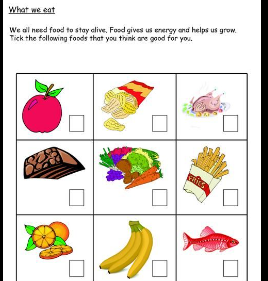 What we eat
We all need food to stay alive. Food gives us energy and helps us grow.
Tick the following foods that you think are good for you.
FRIES